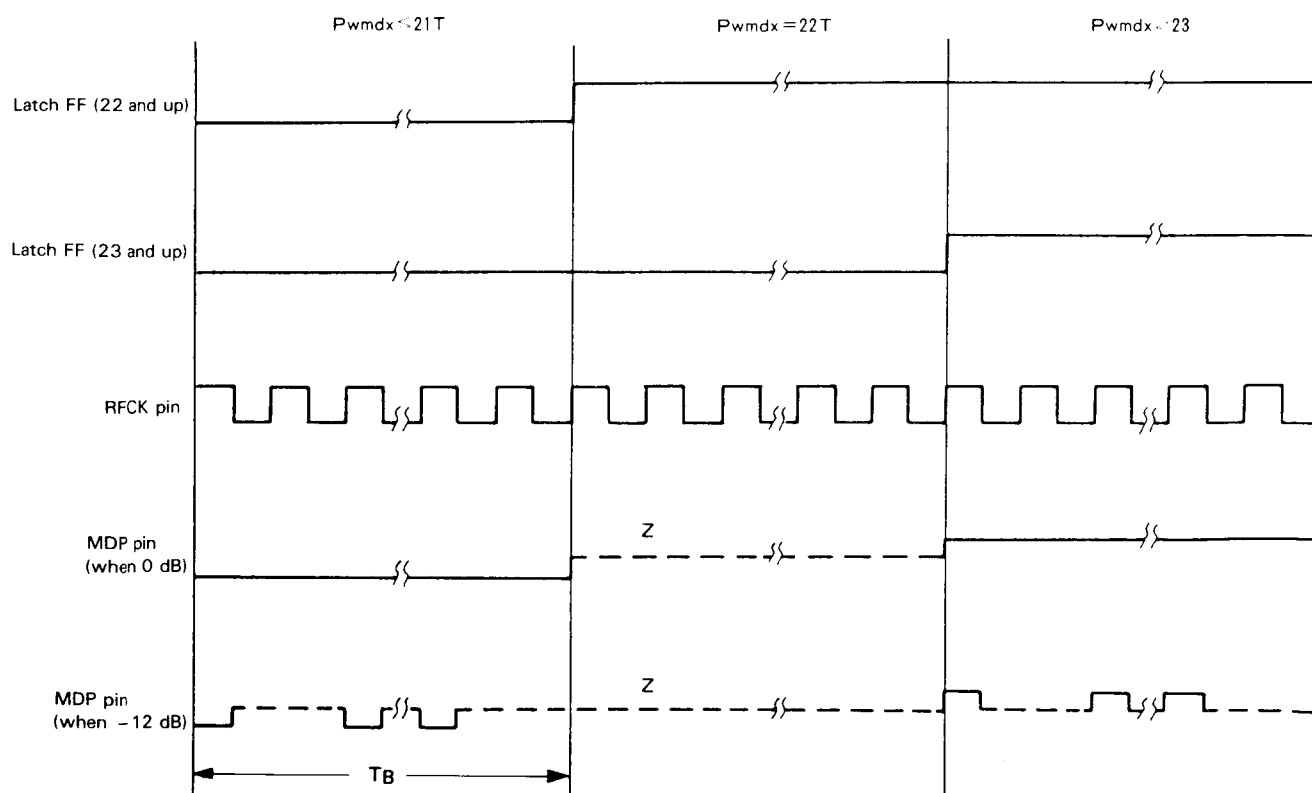 Pwmdx ≤ 21T
Pwmdx = 22T
Pwmdx 23
Latch FF (22 and up)
Latch FF (23 and up)
RFCK pin
MDP pin
(when 0 dB)
Z
MDP pin
(when −12 dB)
Z
TB